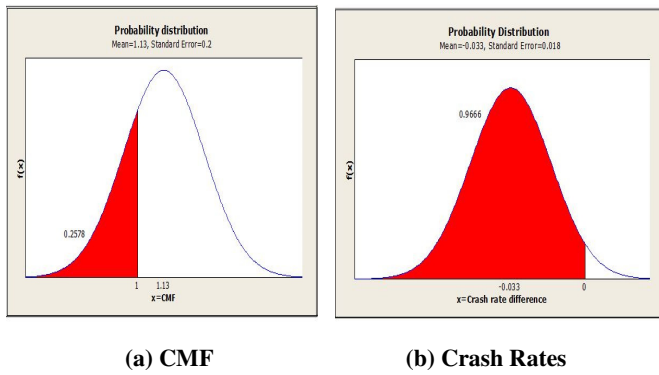 Probability distribution
Mean=1.13, Standard Error=0.2
f(x)
0.2578
1 1.13
x=CMF
(a) CMF
Probability Distribution
Mean=-0.033, Standard Error=0.018
f(x)
0.9666
-0.033 0
x=Crash rate difference
(b) Crash Rates